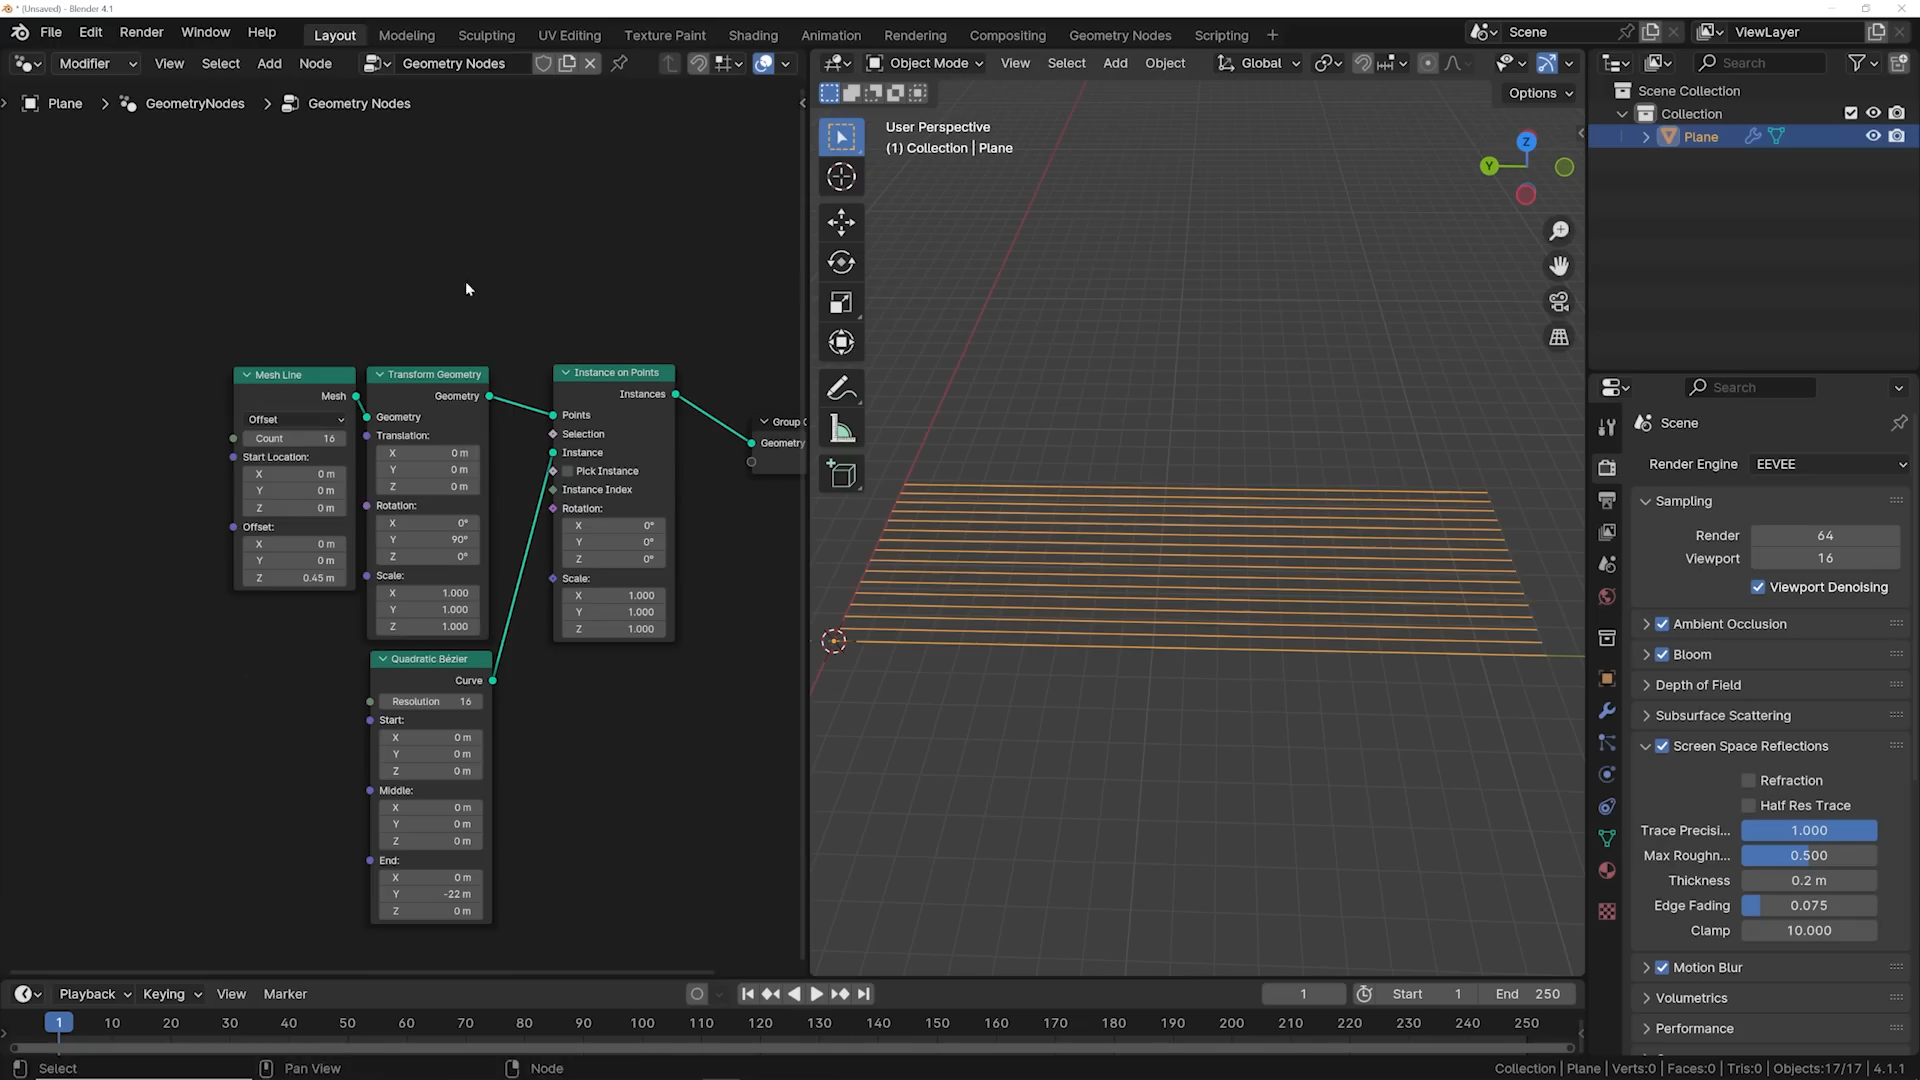 * (Unsaved) - Blender 4.1
File Edit Render Window Help
Layout Modeling Sculpting UV Editing Texture Paint Shading Animation Rendering Compositing Geometry Nodes Scripting +
Scene
ViewLayer
Modifier View Select Add Node Geometry Nodes
Object Mode View Select Add Object Global
Search
Plane > GeometryNodes > Geometry Nodes
Options
User Perspective
(1) Collection | Plane
Z
Y
Scene Collection
Collection
Plane
Mesh Line
Mesh
Offset
Count 16
Start Location:
X 0 m
Y 0 m
Z 0 m
Offset:
X 0 m
Y 0 m
Z 0.45 m
Transform Geometry
Geometry
Geometry
Translation:
X 0 m
Y 0 m
Z 0 m
Rotation:
X 0°
Y 90°
Z 0°
Scale:
X 1.000
Y 1.000
Z 1.000
Instance on Points
Instances
Points
Selection
Instance
Pick Instance
Instance Index
Rotation:
X 0°
Y 0°
Z 0°
Scale:
X 1.000
Y 1.000
Z 1.000
Group
Geometry
Quadratic Bézier
Curve
Resolution 16
Start:
X 0 m
Y 0 m
Z 0 m
Middle:
X 0 m
Y 0 m
Z 0 m
End:
X 0 m
Y -22 m
Z 0 m
Search
Scene
Render Engine EEVEE
Sampling
Render 64
Viewport 16
Viewport Denoising
Ambient Occlusion
Bloom
Depth of Field
Subsurface Scattering
Screen Space Reflections
Refraction
Half Res Trace
Trace Precisi... 1.000
Max Roughn... 0.500
Thickness 0.2 m
Edge Fading 0.075
Clamp 10.000
Motion Blur
Volumetrics
Performance
Playback Keying View Marker
1 Start 1 End 250
1 10 20 30 40 50 60 70 80 90 100 110 120 130 140 150 160 170 180 190 200 210 220 230 240 250
Select Pan View Node
Collection | Plane | Verts:0 | Faces:0 | Tris:0 | Objects:17/17 | 4.1.1